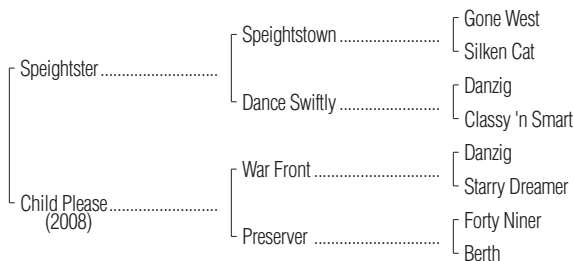 Gone West
Speightstown
Silken Cat
Speightster
Danzig
Dance Swiftly
Classy 'n Smart
Danzig
War Front
Starry Dreamer
Child Please
(2008)
Forty Niner
Preserver
Berth